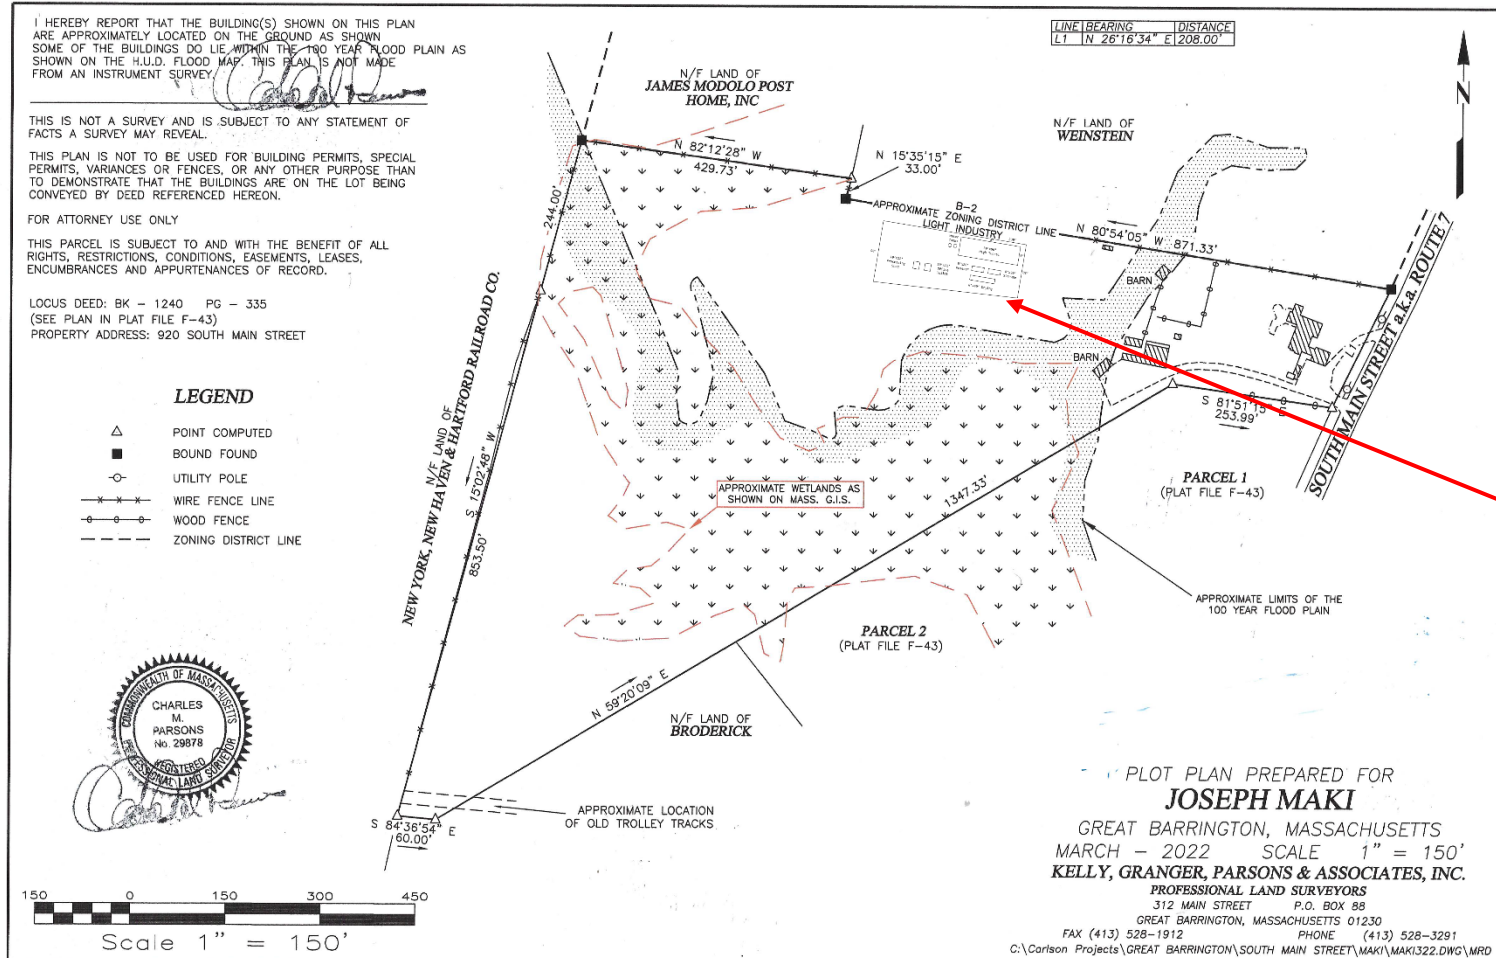 I HEREBY REPORT THAT THE BUILDING(S) SHOWN ON THIS PLAN
ARE APPROXIMATELY LOCATED ON THE GROUND AS SHOWN
SOME OF THE BUILDINGS DO LIE WITHIN THE 100 YEAR FLOOD PLAIN AS
SHOWN ON THE H.U.D. FLOOD MAP. THIS PLAN IS NOT MADE
FROM AN INSTRUMENT SURVEY.
THIS IS NOT A SURVEY AND IS SUBJECT TO ANY STATEMENT OF
FACTS A SURVEY MAY REVEAL.
THIS PLAN IS NOT TO BE USED FOR BUILDING PERMITS, SPECIAL
PERMITS, VARIANCES OR FENCES, OR ANY OTHER PURPOSE THAN
TO DEMONSTRATE THAT THE BUILDINGS ARE ON THE LOT BEING
CONVEYED BY DEED REFERENCED HEREON.
FOR ATTORNEY USE ONLY
THIS PARCEL IS SUBJECT TO AND WITH THE BENEFIT OF ALL
RIGHTS, RESTRICTIONS, CONDITIONS, EASEMENTS, LEASES,
ENCUMBRANCES AND APPURTENANCES OF RECORD.
LOCUS DEED: BK – 1240 PG – 335
(SEE PLAN IN PLAT FILE F–43)
PROPERTY ADDRESS: 920 SOUTH MAIN STREET
LEGEND
POINT COMPUTED
BOUND FOUND
UTILITY POLE
WIRE FENCE LINE
WOOD FENCE
ZONING DISTRICT LINE
LINE BEARING DISTANCE
L1 N 26°16'34" E 208.00'
N
N/F LAND OF
JAMES MODOLO POST
HOME, INC
N/F LAND OF
WEINSTEIN
N 82°12'28" W
429.73'
N 15°35'15" E
33.00'
B–2
APPROXIMATE ZONING DISTRICT LINE
LIGHT INDUSTRY
N 80°54'05" W 871.33'
244.00'
BARN
BARN
L1
SOUTH MAIN STREET a.k.a. ROUTE 7
S 81°51'15" E
253.99'
N/F LAND OF
NEW YORK, NEW HAVEN & HARTFORD RAILROAD CO.
S 15°02'48" W
853.50'
APPROXIMATE WETLANDS AS
SHOWN ON MASS. G.I.S.
1347.33'
PARCEL 1
(PLAT FILE F–43)
APPROXIMATE LIMITS OF THE
100 YEAR FLOOD PLAIN
PARCEL 2
(PLAT FILE F–43)
N 59°20'09" E
N/F LAND OF
BRODERICK
APPROXIMATE LOCATION
OF OLD TROLLEY TRACKS
S 84°36'54" E
60.00'
COMMONWEALTH OF MASSACHUSETTS
CHARLES
M.
PARSONS
No. 29878
REGISTERED
PROFESSIONAL LAND SURVEYOR
150 0 150 300 450
Scale 1" = 150'
PLOT PLAN PREPARED FOR
JOSEPH MAKI
GREAT BARRINGTON, MASSACHUSETTS
MARCH – 2022 SCALE 1" = 150'
KELLY, GRANGER, PARSONS & ASSOCIATES, INC.
PROFESSIONAL LAND SURVEYORS
312 MAIN STREET P.O. BOX 88
GREAT BARRINGTON, MASSACHUSETTS 01230
FAX (413) 528–1912 PHONE (413) 528–3291
C:\Carlson Projects\GREAT BARRINGTON\SOUTH MAIN STREET\MAKI\MAKI322.DWG\MRD